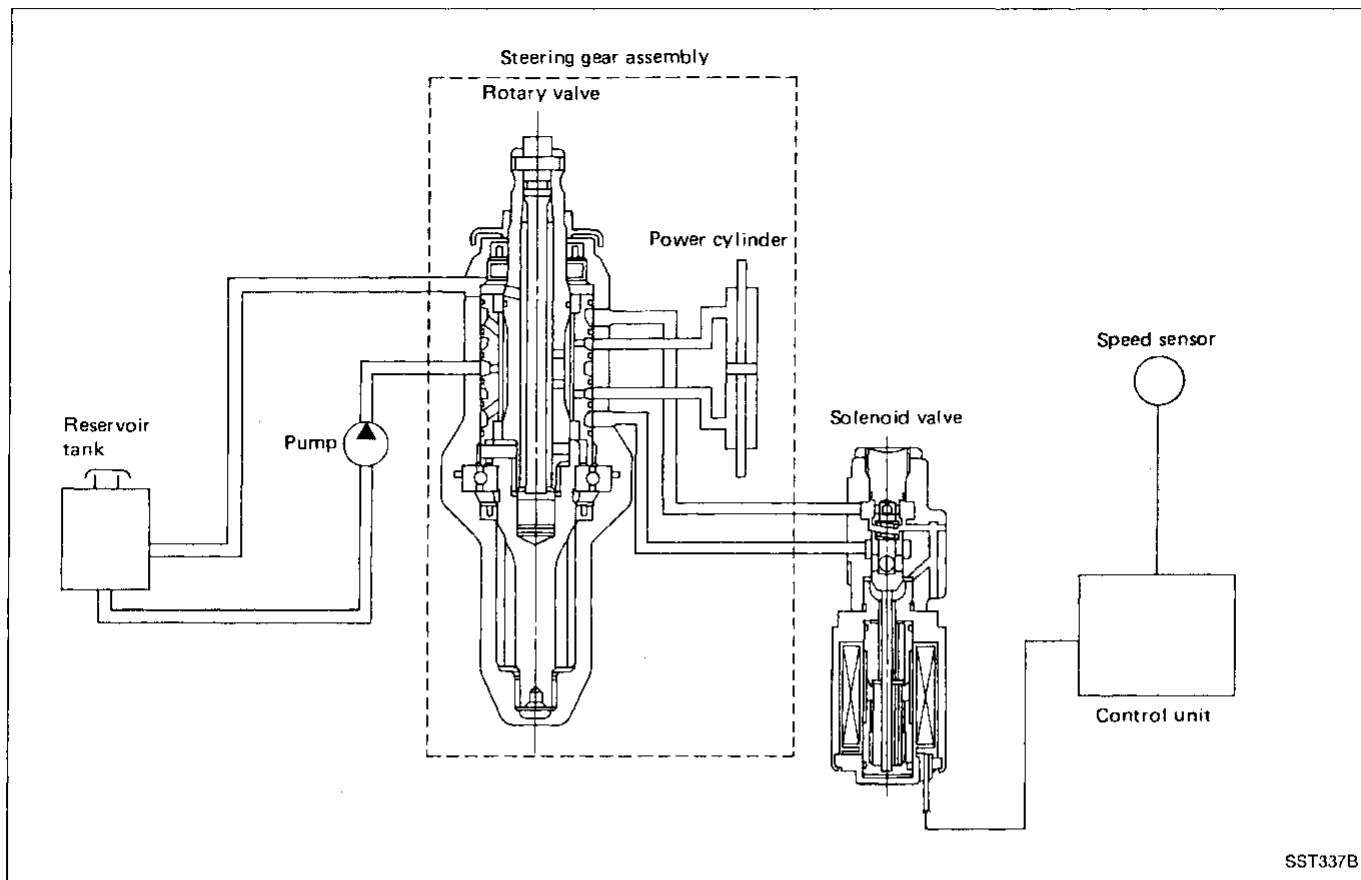 Steering gear assembly
Rotary valve
Power cylinder
Speed sensor
Solenoid valve
Reservoir
tank
Pump
Control unit
SST337B